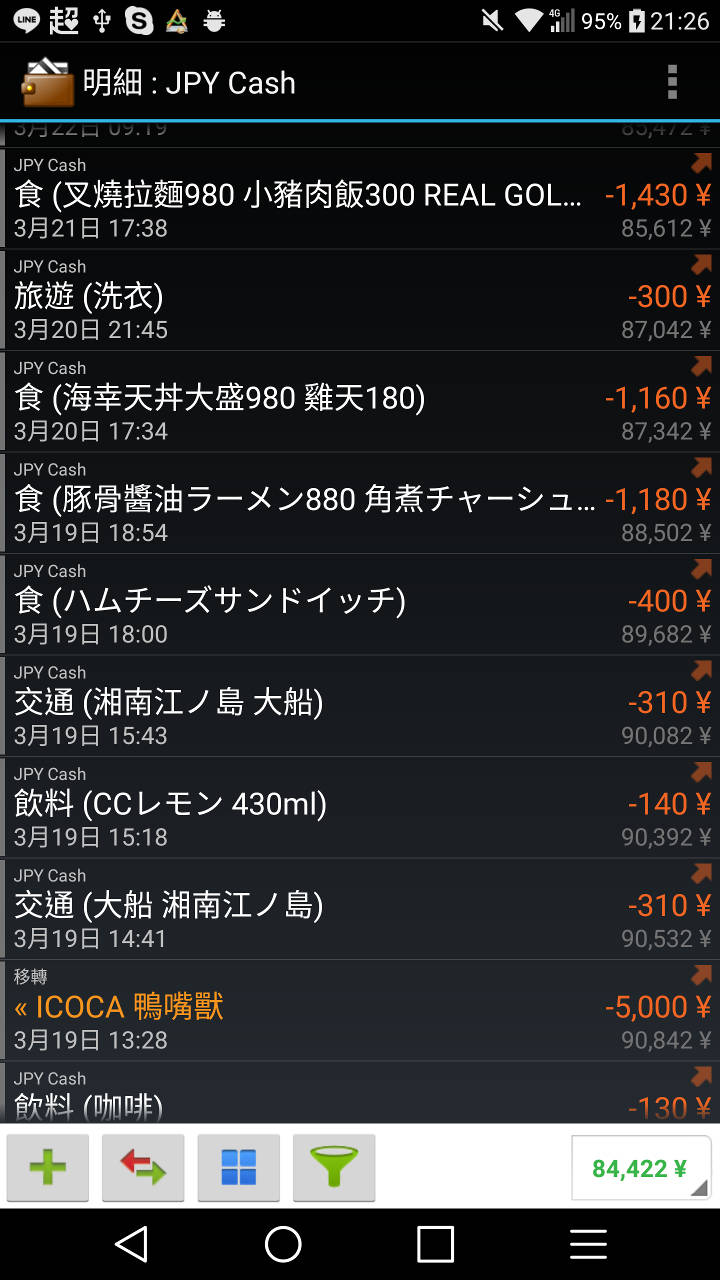 LINE 超 4G 95% 21:26
明細 : JPY Cash
3月22日 09:19 85,472 ¥
JPY Cash
食 (叉燒拉麵980 小豬肉飯300 REAL GOL... -1,430 ¥
3月21日 17:38 85,612 ¥
JPY Cash
旅遊 (洗衣) -300 ¥
3月20日 21:45 87,042 ¥
JPY Cash
食 (海幸天丼大盛980 雞天180) -1,160 ¥
3月20日 17:34 87,342 ¥
JPY Cash
食 (豚骨醬油ラーメン880 角煮チャーシュ... -1,180 ¥
3月19日 18:54 88,502 ¥
JPY Cash
食 (ハムチーズサンドイッチ) -400 ¥
3月19日 18:00 89,682 ¥
JPY Cash
交通 (湘南江ノ島 大船) -310 ¥
3月19日 15:43 90,082 ¥
JPY Cash
飲料 (CCレモン 430ml) -140 ¥
3月19日 15:18 90,392 ¥
JPY Cash
交通 (大船 湘南江ノ島) -310 ¥
3月19日 14:41 90,532 ¥
移轉
« ICOCA 鴨嘴獸 -5,000 ¥
3月19日 13:28 90,842 ¥
JPY Cash
飲料 (咖啡) -130 ¥
84,422 ¥